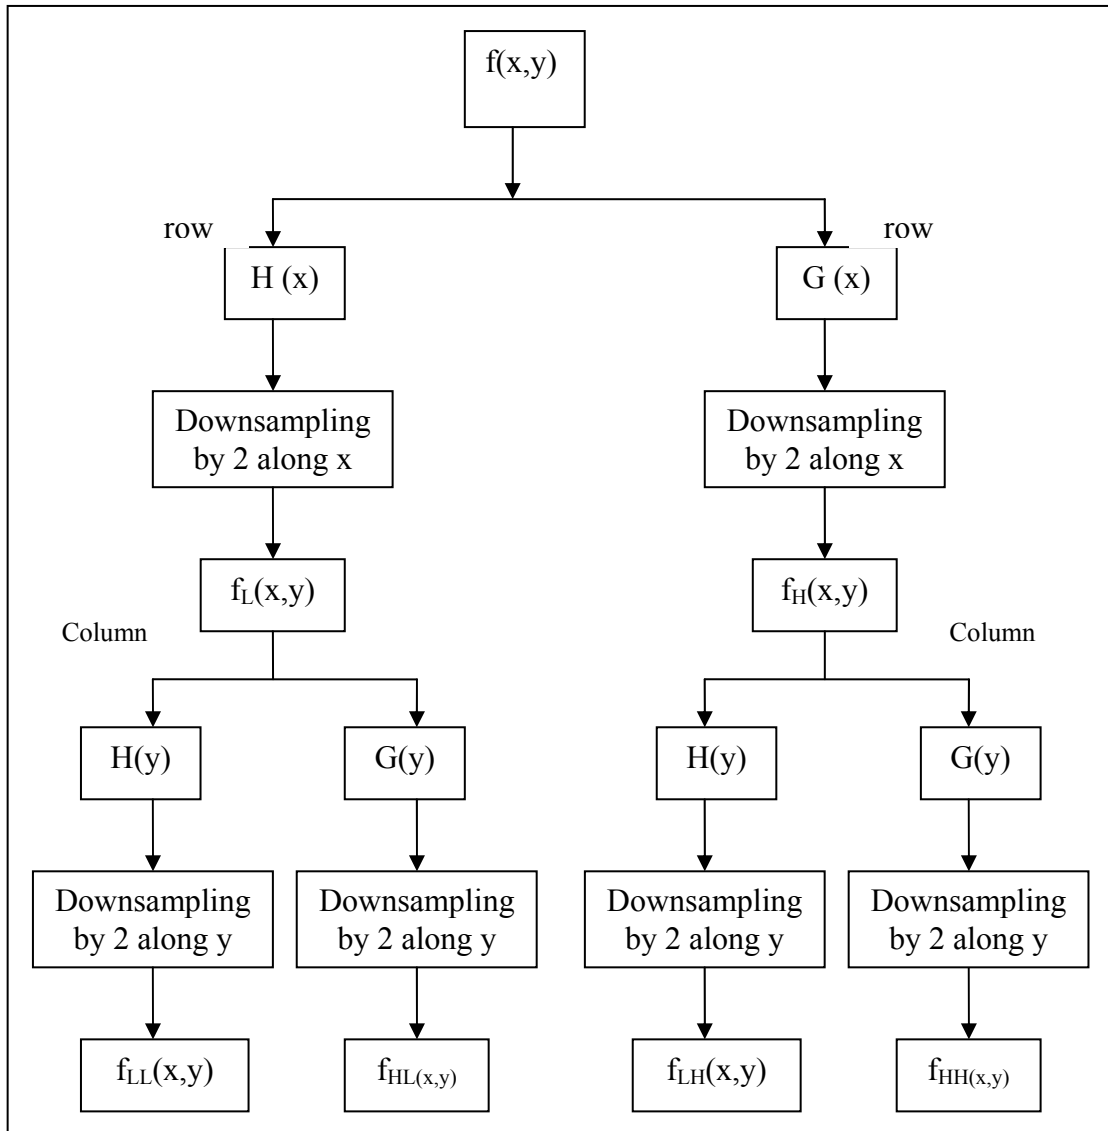 f(x,y)
row
row
H (x)
G (x)
Downsampling
by 2 along x
Downsampling
by 2 along x
fL(x,y)
fH(x,y)
Column
Column
H(y)
G(y)
H(y)
G(y)
Downsampling
by 2 along y
Downsampling
by 2 along y
Downsampling
by 2 along y
Downsampling
by 2 along y
fLL(x,y)
fHL(x,y)
fLH(x,y)
fHH(x,y)